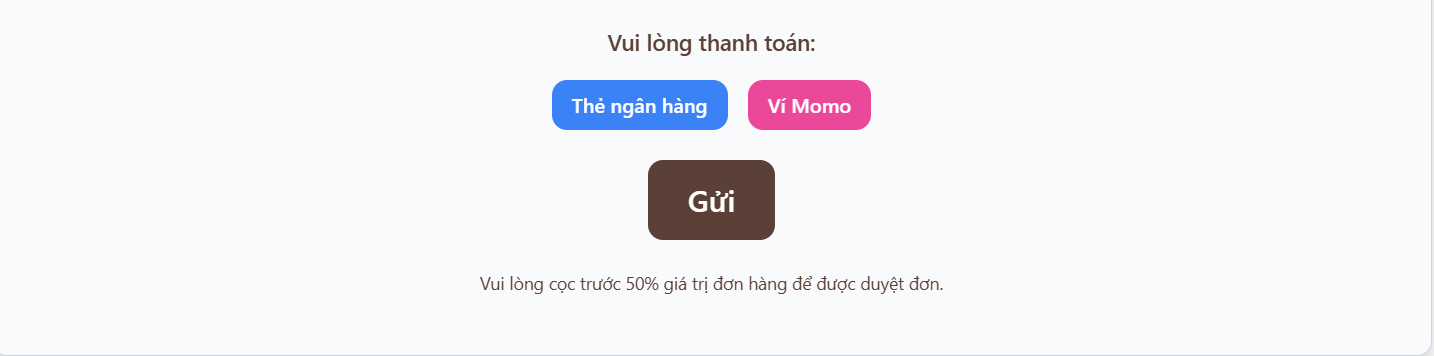 Vui lòng thanh toán:
Thẻ ngân hàng Ví Momo
Gửi
Vui lòng cọc trước 50% giá trị đơn hàng để được duyệt đơn.